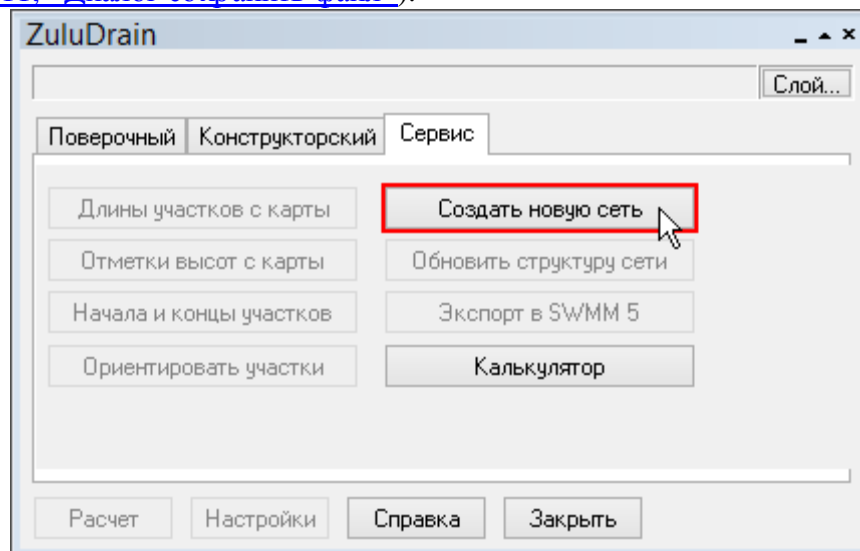 ZuluDrain
Слой...
Поверочный Конструкторский Сервис
Длины участков с карты Создать новую сеть
Отметки высот с карты Обновить структуру сети
Начала и концы участков Экспорт в SWMM 5
Ориентировать участки Калькулятор
Расчет Настройки Справка Закрыть